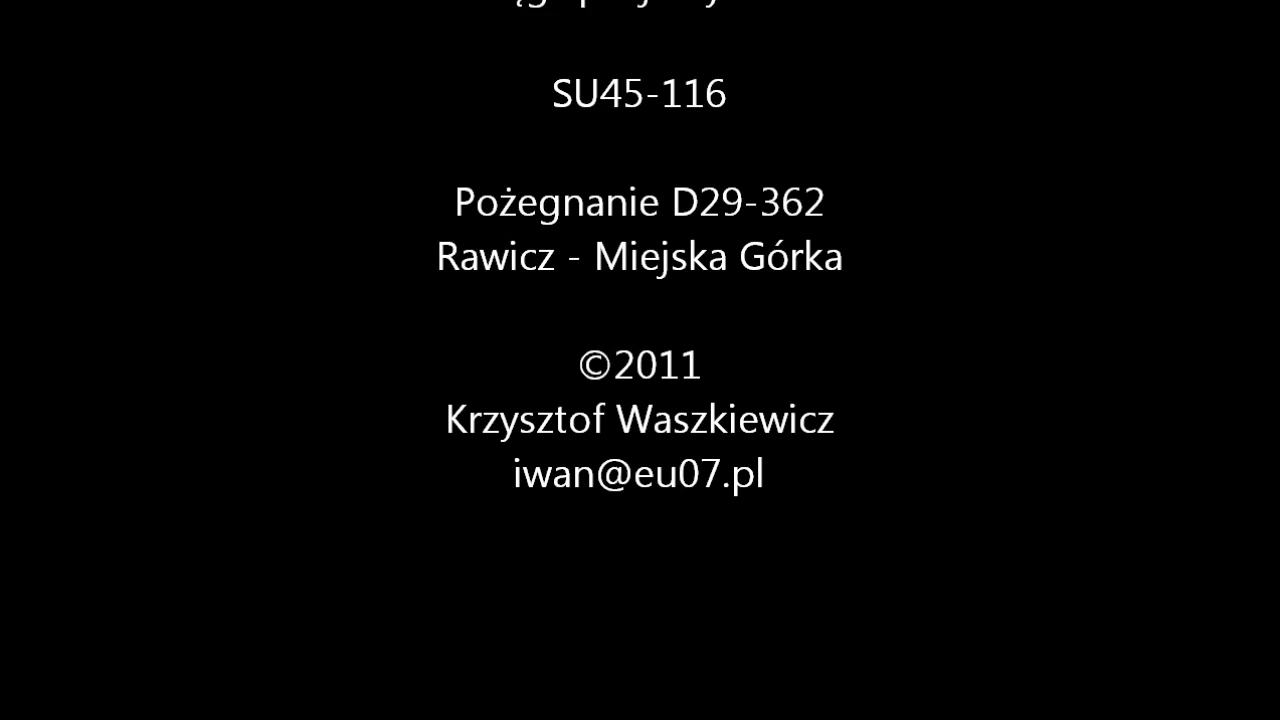 SU45-116
Pożegnanie D29-362
Rawicz - Miejska Górka
©2011
Krzysztof Waszkiewicz
iwan@eu07.pl